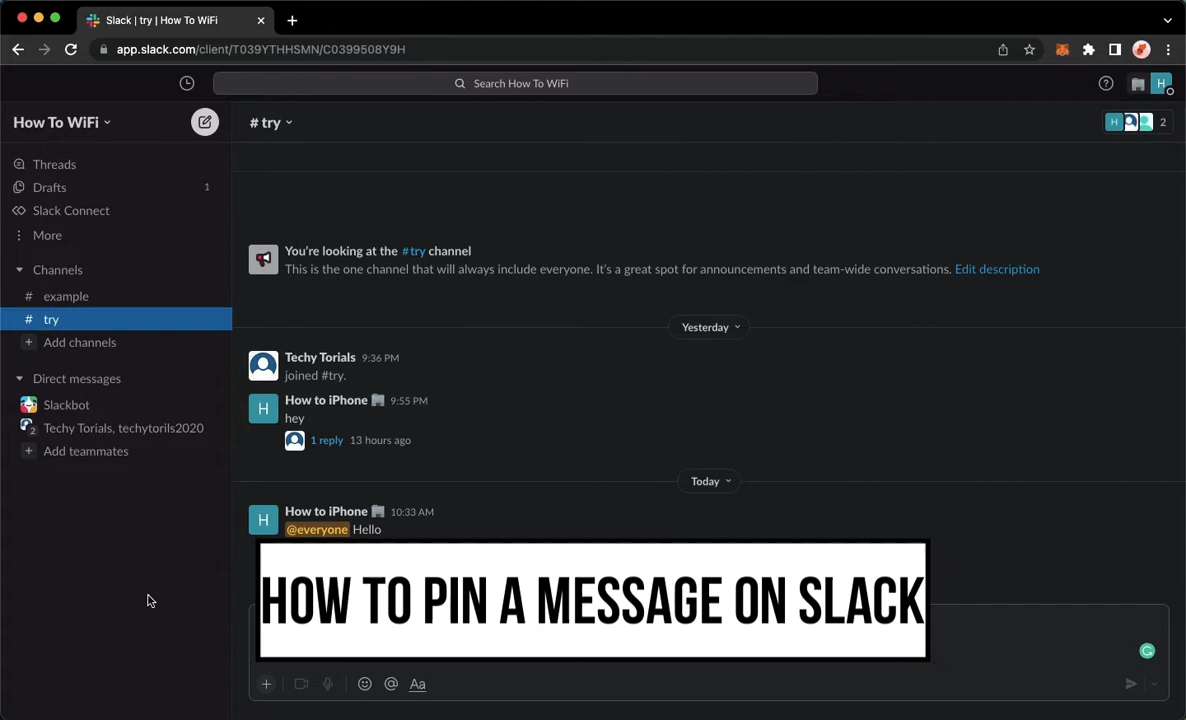 Slack | try | How To WiFi
app.slack.com/client/T039YTHHSMN/C0399508Y9H
Search How To WiFi
H
How To WiFi
# try
H 2
Threads
Drafts 1
Slack Connect
More
Channels
# example
# try
+ Add channels
Direct messages
Slackbot
2 Techy Torials, techytorils2020
+ Add teammates
You're looking at the #try channel
This is the one channel that will always include everyone. It's a great spot for announcements and team-wide conversations. Edit description
Yesterday
Techy Torials 9:36 PM
joined #try.
H How to iPhone 9:55 PM
hey
1 reply 13 hours ago
Today
H How to iPhone 10:33 AM
@everyone Hello
HOW TO PIN A MESSAGE ON SLACK
Aa